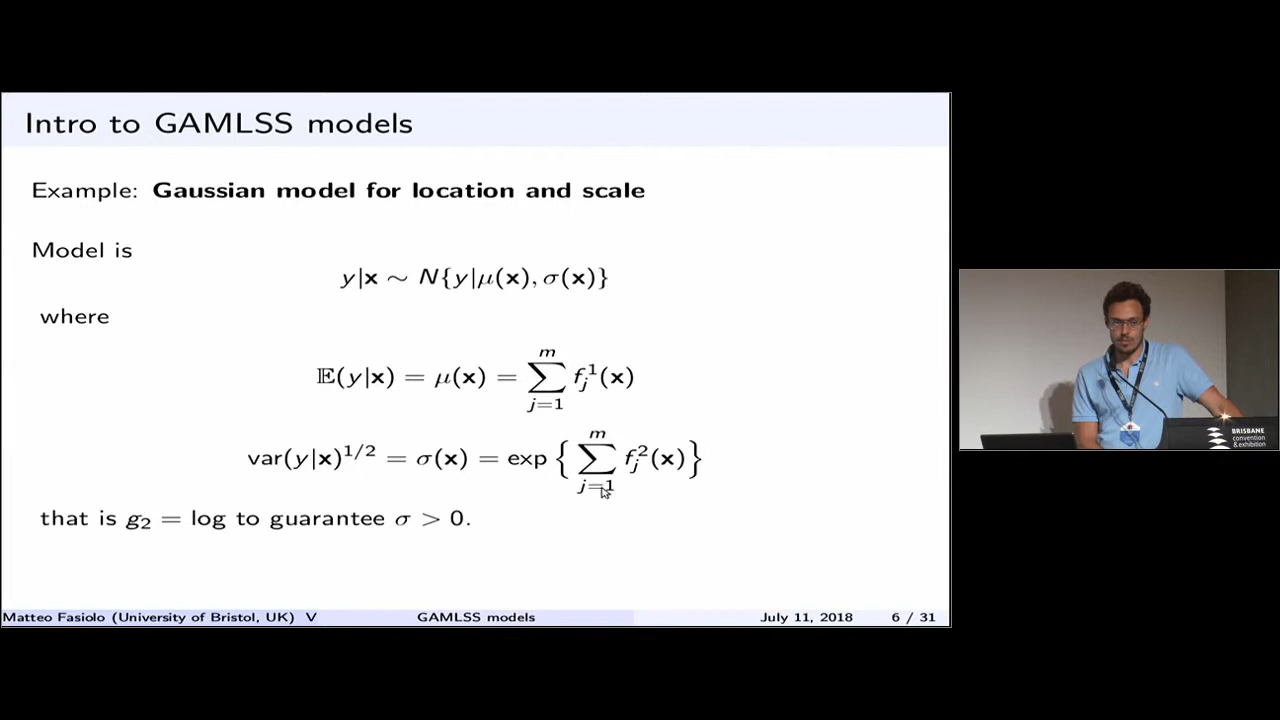 Intro to GAMLSS models
Example: Gaussian model for location and scale
Model is
y|x ∼ N{y|μ(x), σ(x)}
where
𝔼(y|x) = μ(x) = ∑_{j=1}^{m} f_j^1(x)
var(y|x)^{1/2} = σ(x) = exp { ∑_{j=1}^{m} f_j^2(x) }
that is g_2 = log to guarantee σ > 0.
Matteo Fasiolo (University of Bristol, UK) V GAMLSS models July 11, 2018 6 / 31
BRISBANE
convention
& exhibition